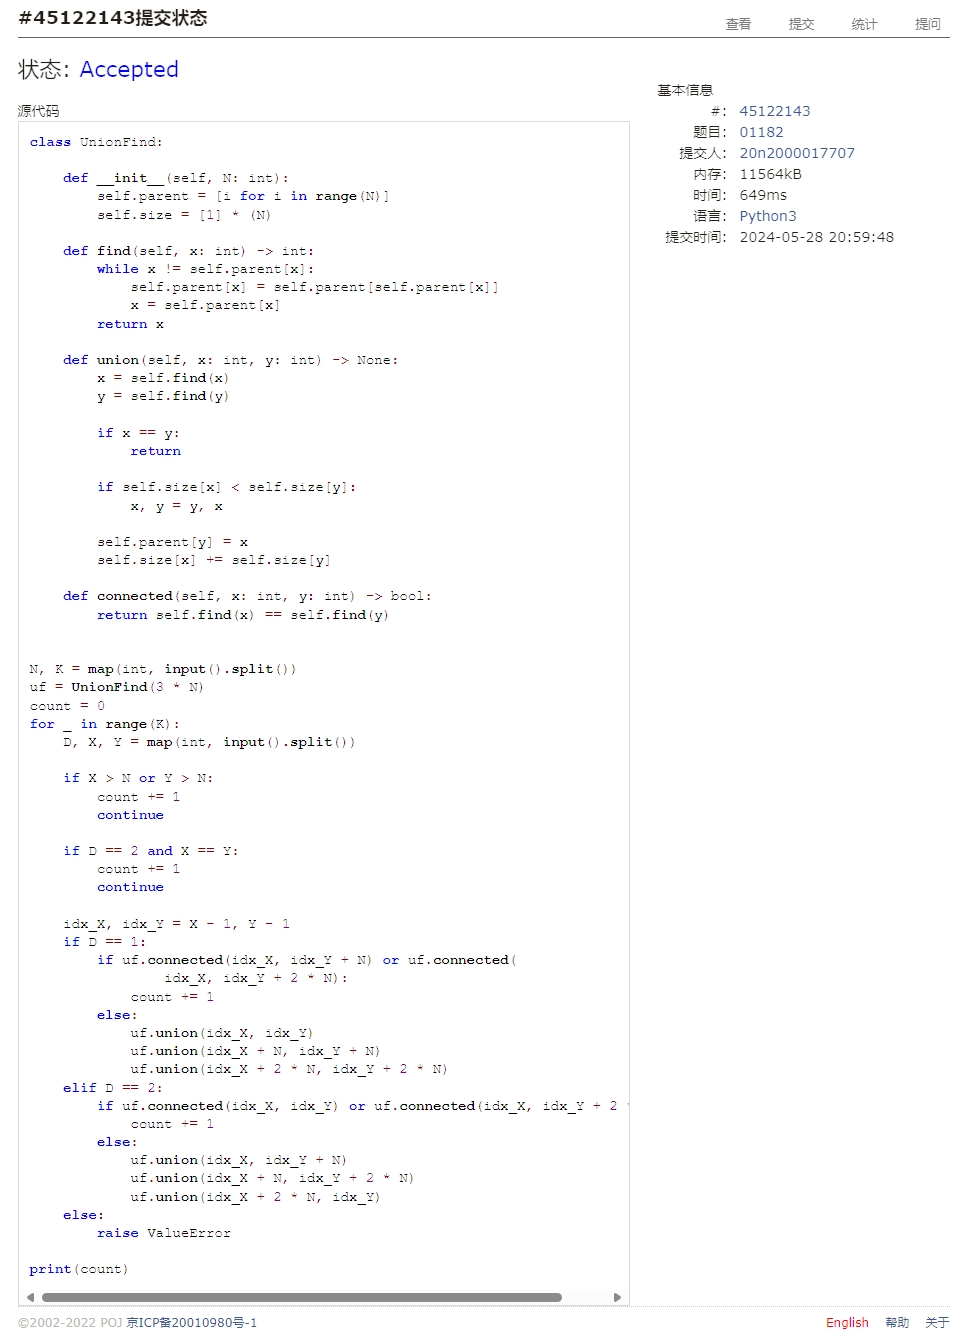 #45122143提交状态
查看 提交 统计 提问
状态: Accepted
源代码
class UnionFind:
    def __init__(self, N: int):
        self.parent = [i for i in range(N)]
        self.size = [1] * (N)
    def find(self, x: int) -> int:
        while x != self.parent[x]:
            self.parent[x] = self.parent[self.parent[x]]
            x = self.parent[x]
        return x
    def union(self, x: int, y: int) -> None:
        x = self.find(x)
        y = self.find(y)
        if x == y:
            return
        if self.size[x] < self.size[y]:
            x, y = y, x
        self.parent[y] = x
        self.size[x] += self.size[y]
    def connected(self, x: int, y: int) -> bool:
        return self.find(x) == self.find(y)
N, K = map(int, input().split())
uf = UnionFind(3 * N)
count = 0
for _ in range(K):
    D, X, Y = map(int, input().split())
    if X > N or Y > N:
        count += 1
        continue
    if D == 2 and X == Y:
        count += 1
        continue
    idx_X, idx_Y = X - 1, Y - 1
    if D == 1:
        if uf.connected(idx_X, idx_Y + N) or uf.connected(
                idx_X, idx_Y + 2 * N):
            count += 1
        else:
            uf.union(idx_X, idx_Y)
            uf.union(idx_X + N, idx_Y + N)
            uf.union(idx_X + 2 * N, idx_Y + 2 * N)
    elif D == 2:
        if uf.connected(idx_X, idx_Y) or uf.connected(idx_X, idx_Y + 2
            count += 1
        else:
            uf.union(idx_X, idx_Y + N)
            uf.union(idx_X + N, idx_Y + 2 * N)
            uf.union(idx_X + 2 * N, idx_Y)
    else:
        raise ValueError
print(count)
基本信息
#: 45122143
题目: 01182
提交人: 20n2000017707
内存: 11564kB
时间: 649ms
语言: Python3
提交时间: 2024-05-28 20:59:48
©2002-2022 POJ 京ICP备20010980号-1
English 帮助 关于